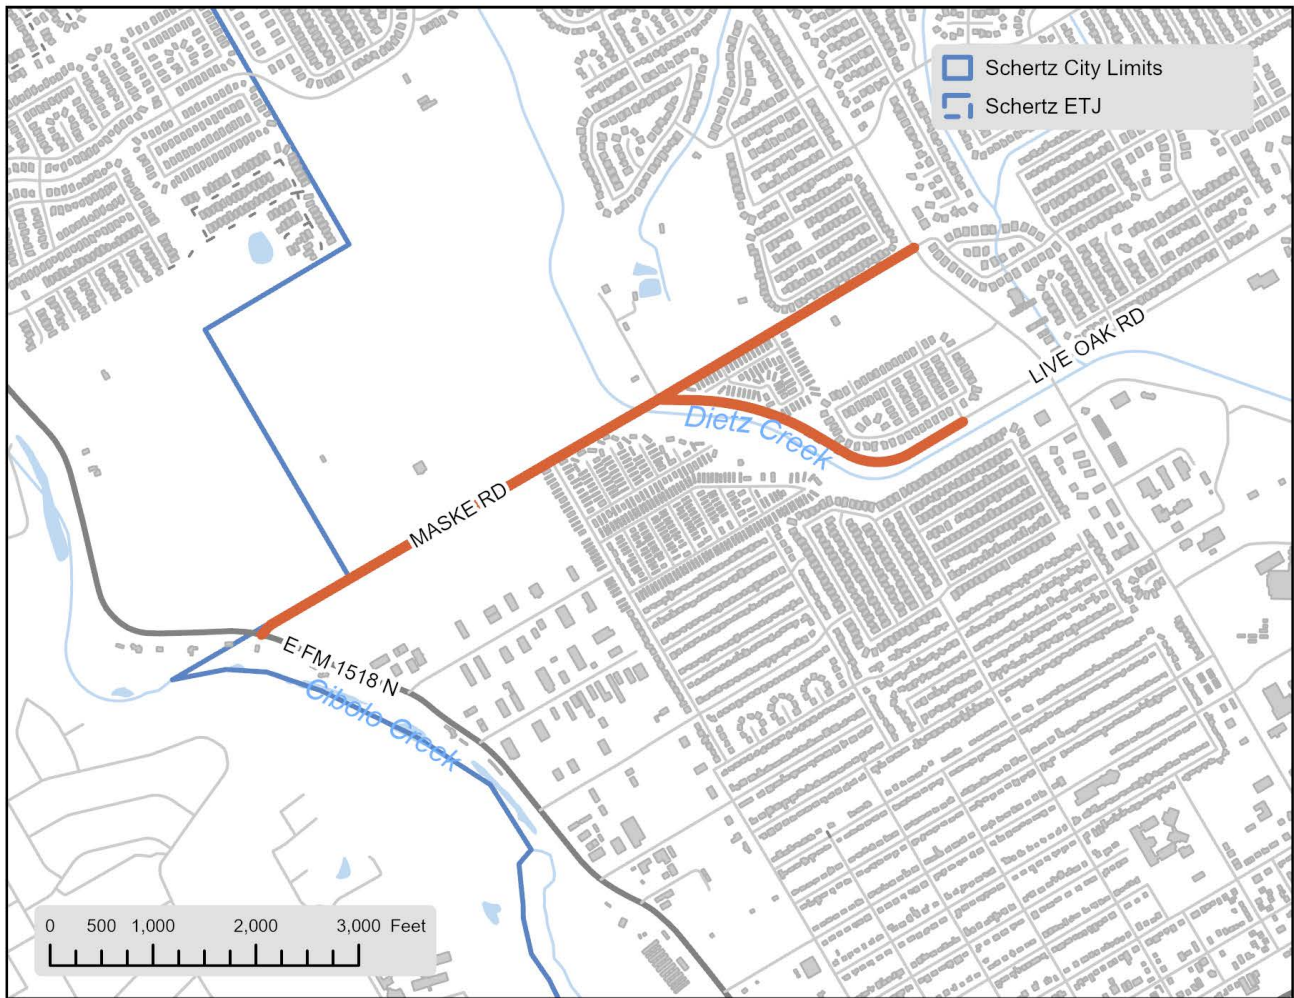 Schertz City Limits
Schertz ETJ
LIVE OAK RD
Dietz Creek
MASKE RD
E FM 1518 N
Cibolo Creek
0 500 1,000 2,000 3,000 Feet